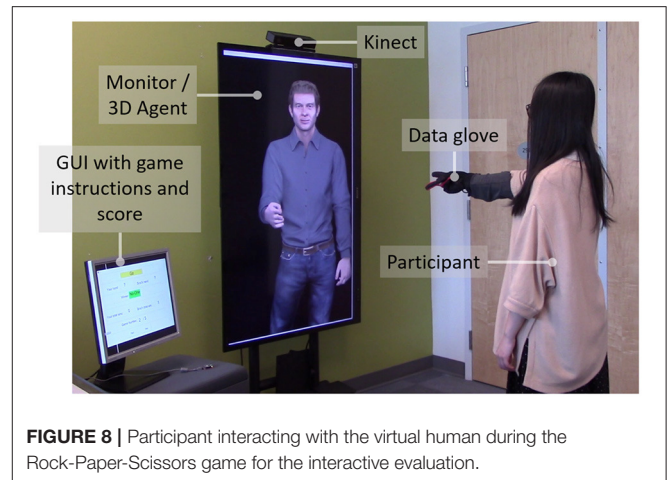 Kinect
Monitor /
3D Agent
Data glove
GUI with game
instructions and
score
Participant
FIGURE 8 | Participant interacting with the virtual human during the
Rock-Paper-Scissors game for the interactive evaluation.